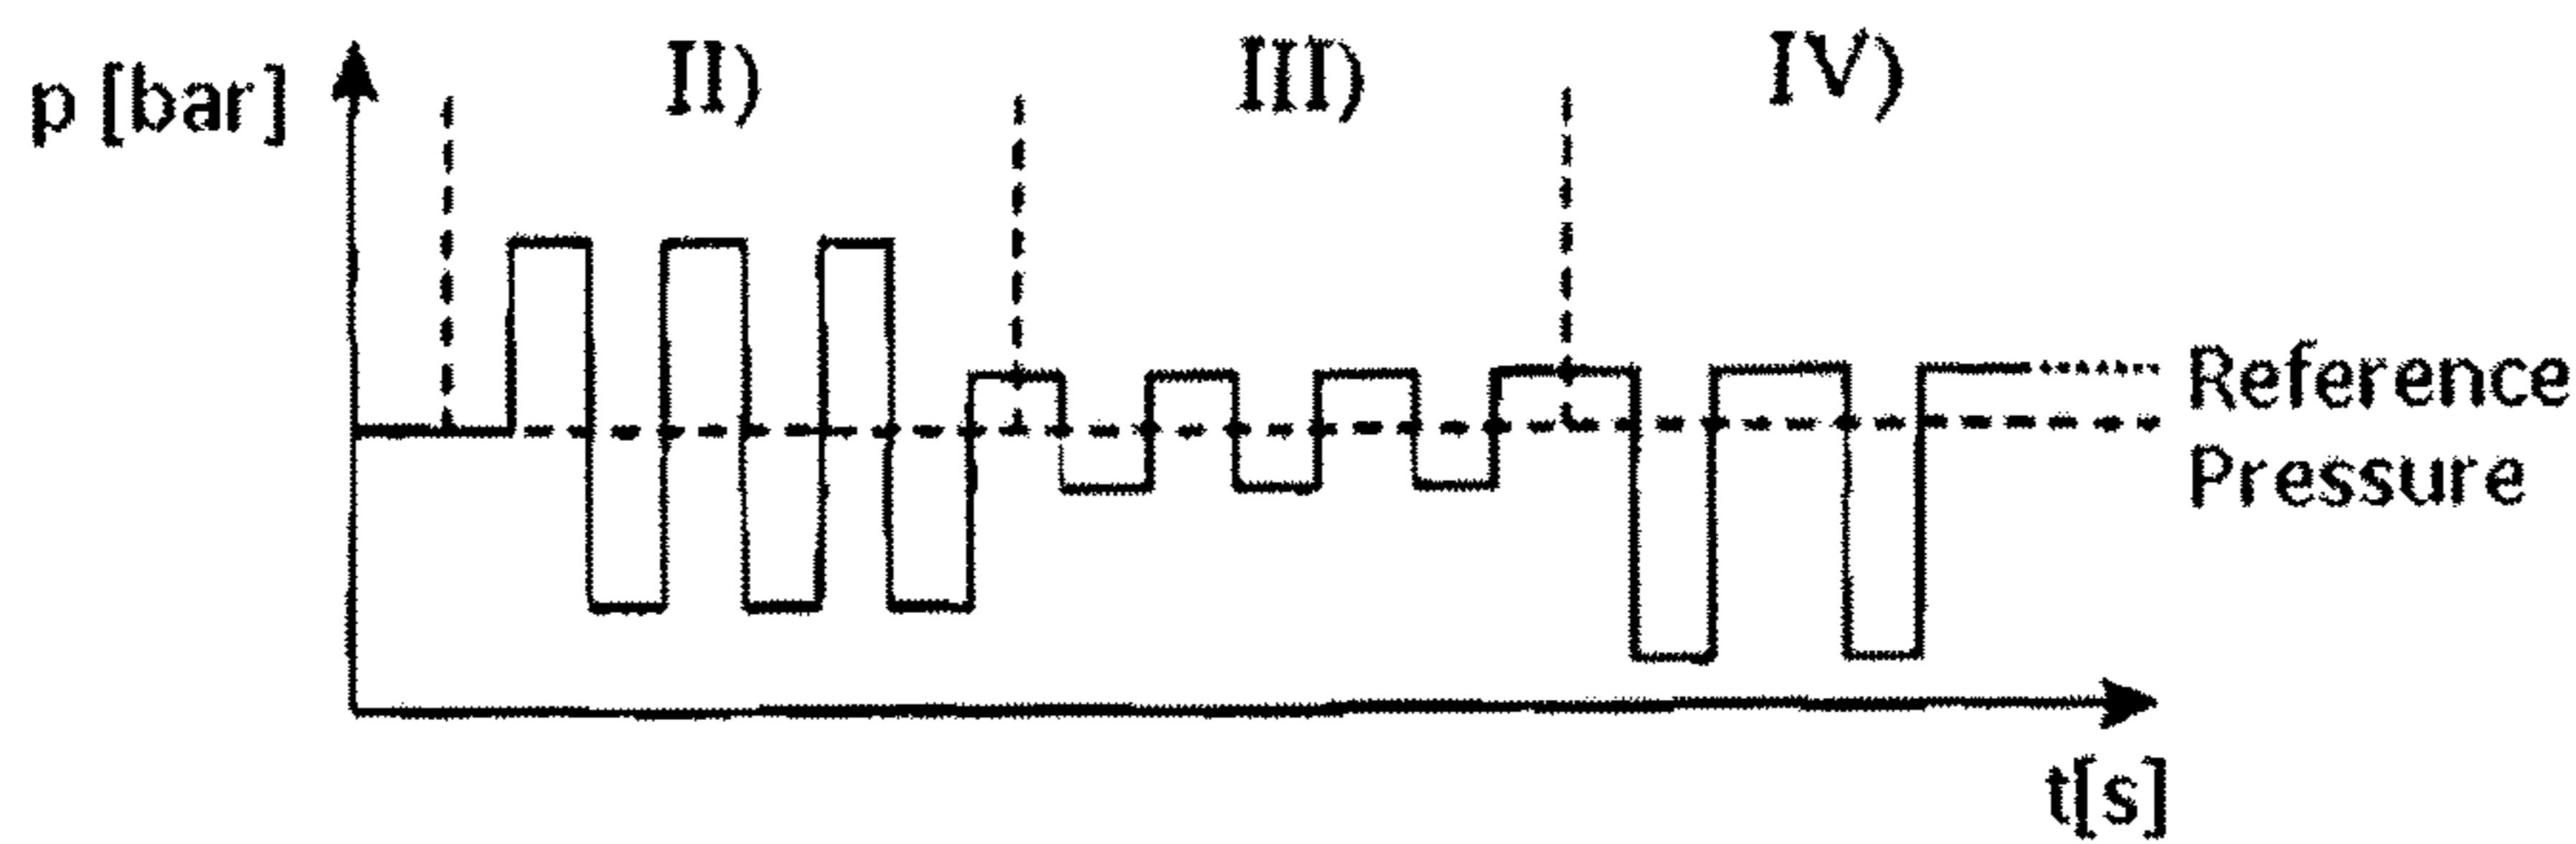 p [bar]
II)
III)
IV)
Reference
Pressure
t[s]